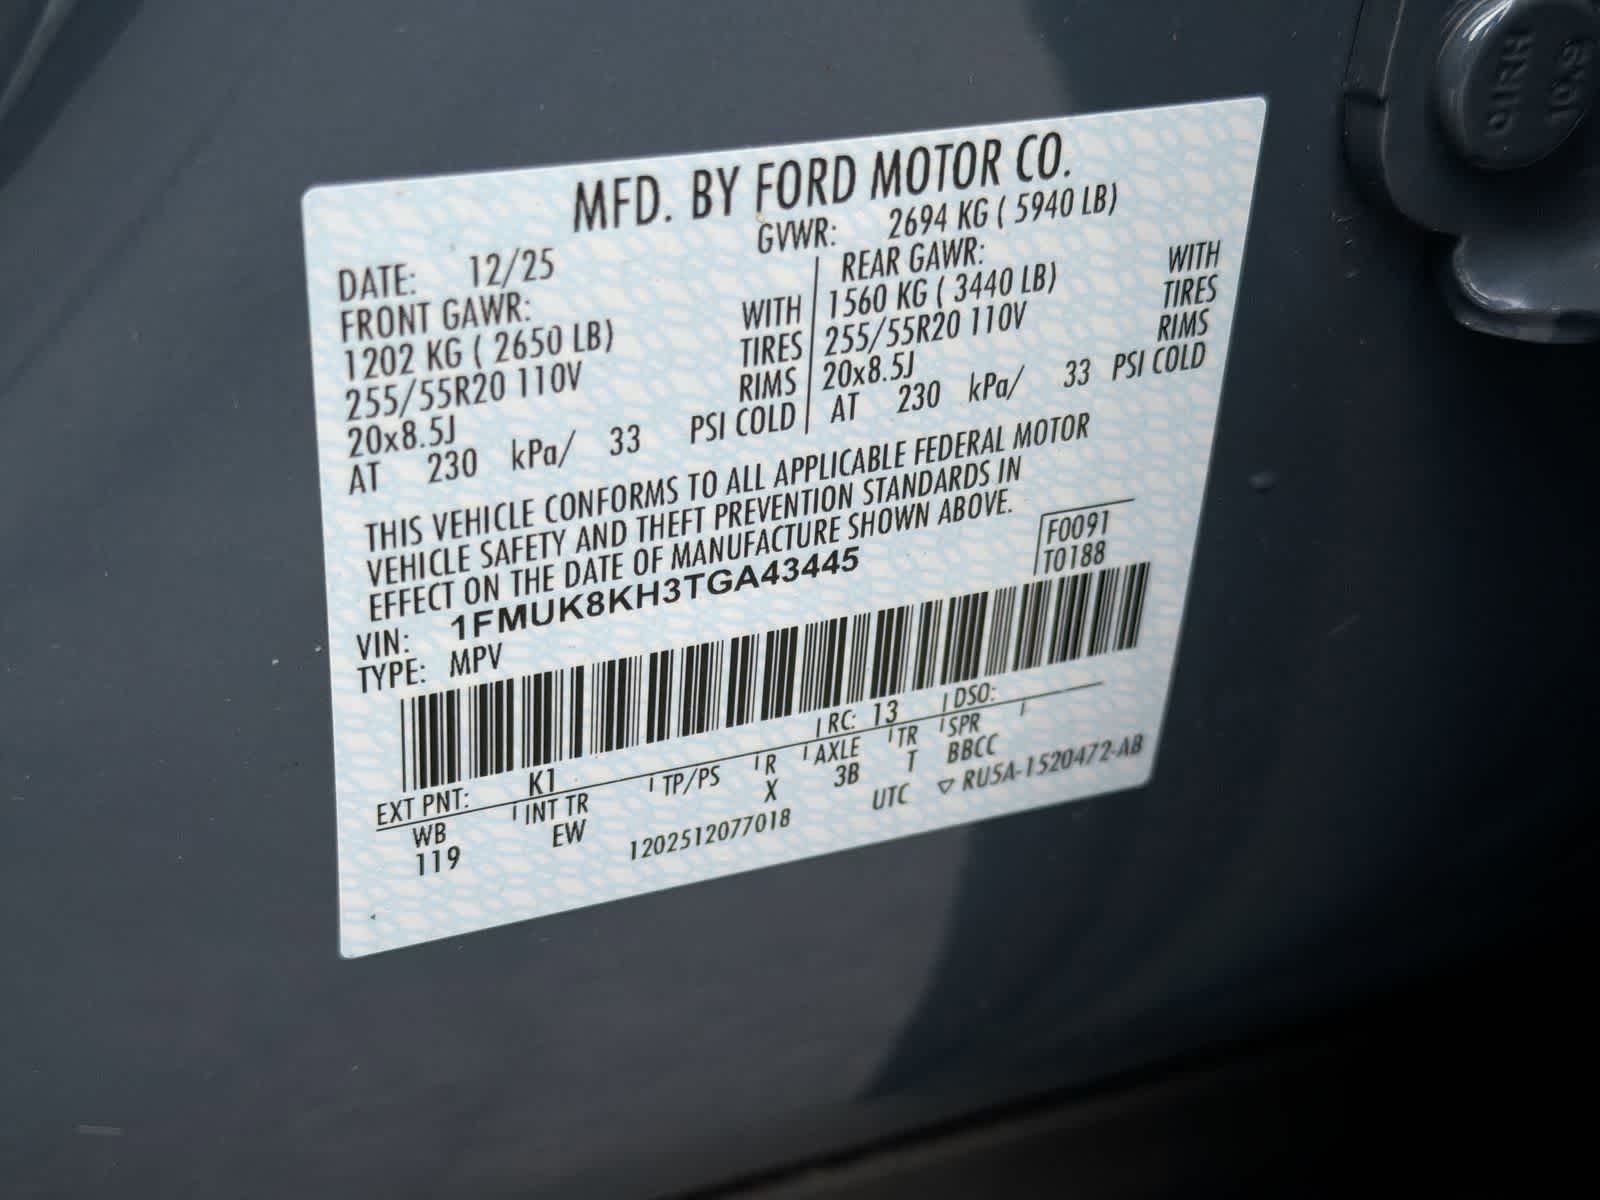 MFD. BY FORD MOTOR CO.
DATE: 12/25 GVWR: 2694 KG ( 5940 LB)
FRONT GAWR: REAR GAWR:
1202 KG ( 2650 LB) WITH 1560 KG ( 3440 LB) WITH
255/55R20 110V TIRES 255/55R20 110V TIRES
20x8.5J RIMS 20x8.5J RIMS
AT 230 kPa/ 33 PSI COLD AT 230 kPa/ 33 PSI COLD
THIS VEHICLE CONFORMS TO ALL APPLICABLE FEDERAL MOTOR
VEHICLE SAFETY AND THEFT PREVENTION STANDARDS IN
EFFECT ON THE DATE OF MANUFACTURE SHOWN ABOVE.
F0091
T0188
VIN: 1FMUK8KH3TGA43445
TYPE: MPV
EXT PNT: K1 RC: 13 DSO:
WB INT TR TP/PS R AXLE TR SPR
119 EW X 3B T BBCC
1202512077018 UTC ▽ RU5A-1520472-AB
HRIQ
10.9